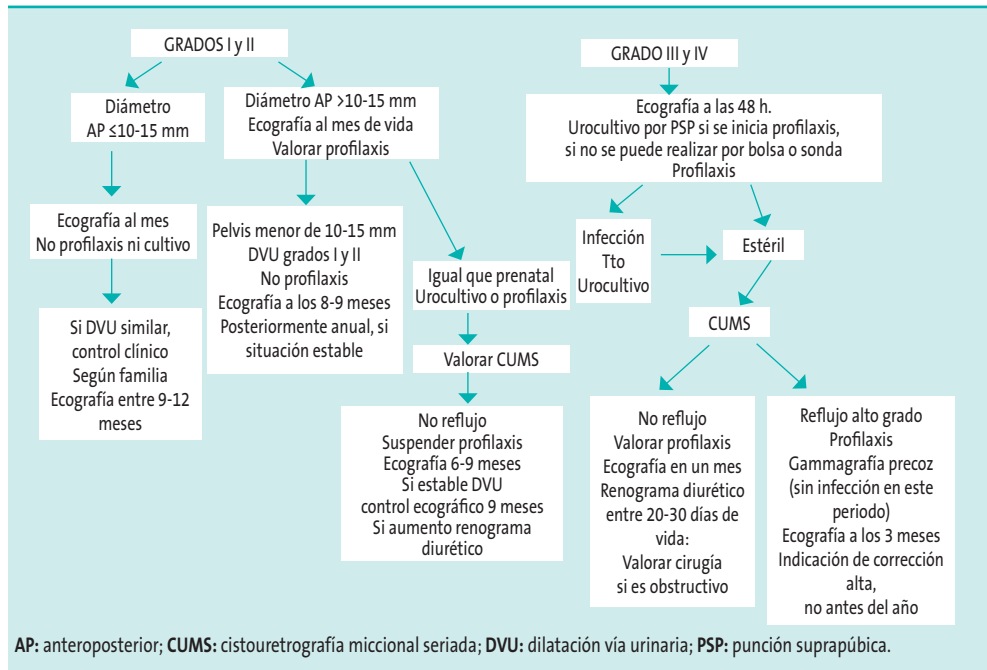 GRADOS I y II
Diámetro
AP ≤10-15 mm
Ecografía al mes
No profilaxis ni cultivo
Si DVU similar,
control clínico
Según familia
Ecografía entre 9-12
meses
Diámetro AP >10-15 mm
Ecografía al mes de vida
Valorar profilaxis
Pelvis menor de 10-15 mm
DVU grados I y II
No profilaxis
Ecografía a los 8-9 meses
Posteriormente anual, si
situación estable
Igual que prenatal
Urocultivo o profilaxis
Valorar CUMS
No reflujo
Suspender profilaxis
Ecografía 6-9 meses
Si estable DVU
control ecográfico 9 meses
Si aumento renograma
diurético
GRADO III y IV
Ecografía a las 48 h.
Urocultivo por PSP si se inicia profilaxis,
si no se puede realizar por bolsa o sonda
Profilaxis
Infección
Tto
Urocultivo
Estéril
CUMS
No reflujo
Valorar profilaxis
Ecografía en un mes
Renograma diurético
entre 20-30 días de
vida:
Valorar cirugía
si es obstructivo
Reflujo alto grado
Profilaxis
Gammagrafía precoz
(sin infección en este
periodo)
Ecografía a los 3 meses
Indicación de corrección
alta,
no antes del año
AP: anteroposterior; CUMS: cistouretrografía miccional seriada; DVU: dilatación vía urinaria; PSP: punción suprapúbica.